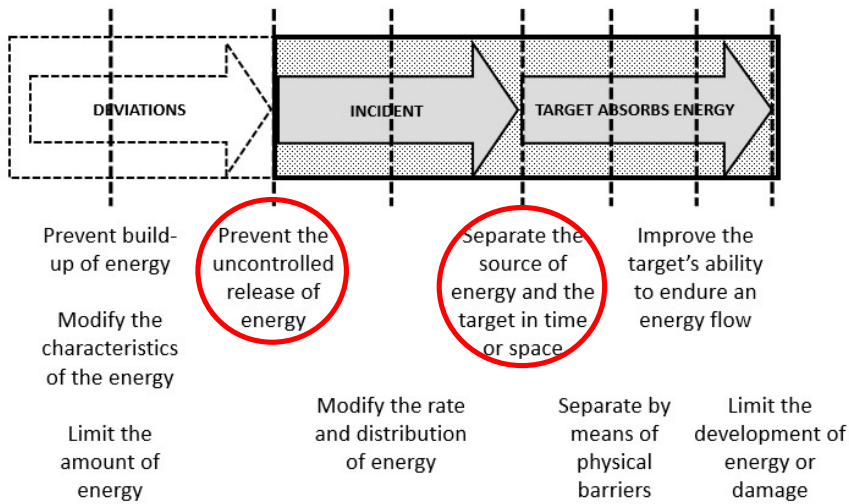 DEVIATIONS
INCIDENT
TARGET ABSORBS ENERGY
Prevent build-
up of energy
Modify the
characteristics
of the energy
Limit the
amount of
energy
Prevent the
uncontrolled
release of
energy
Modify the rate
and distribution
of energy
Separate the
source of
energy and the
target in time
or space
Separate by
means of
physical
barriers
Improve the
target's ability
to endure an
energy flow
Limit the
development of
energy or
damage